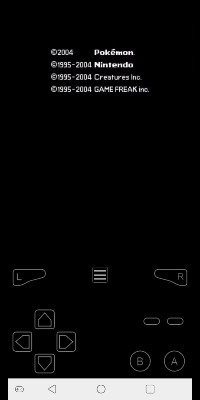 ©2004 Pokémon.
©1995-2004 Nintendo
©1995-2004 Creatures Inc.
©1995-2004 GAME FREAK inc.
L
R
B A